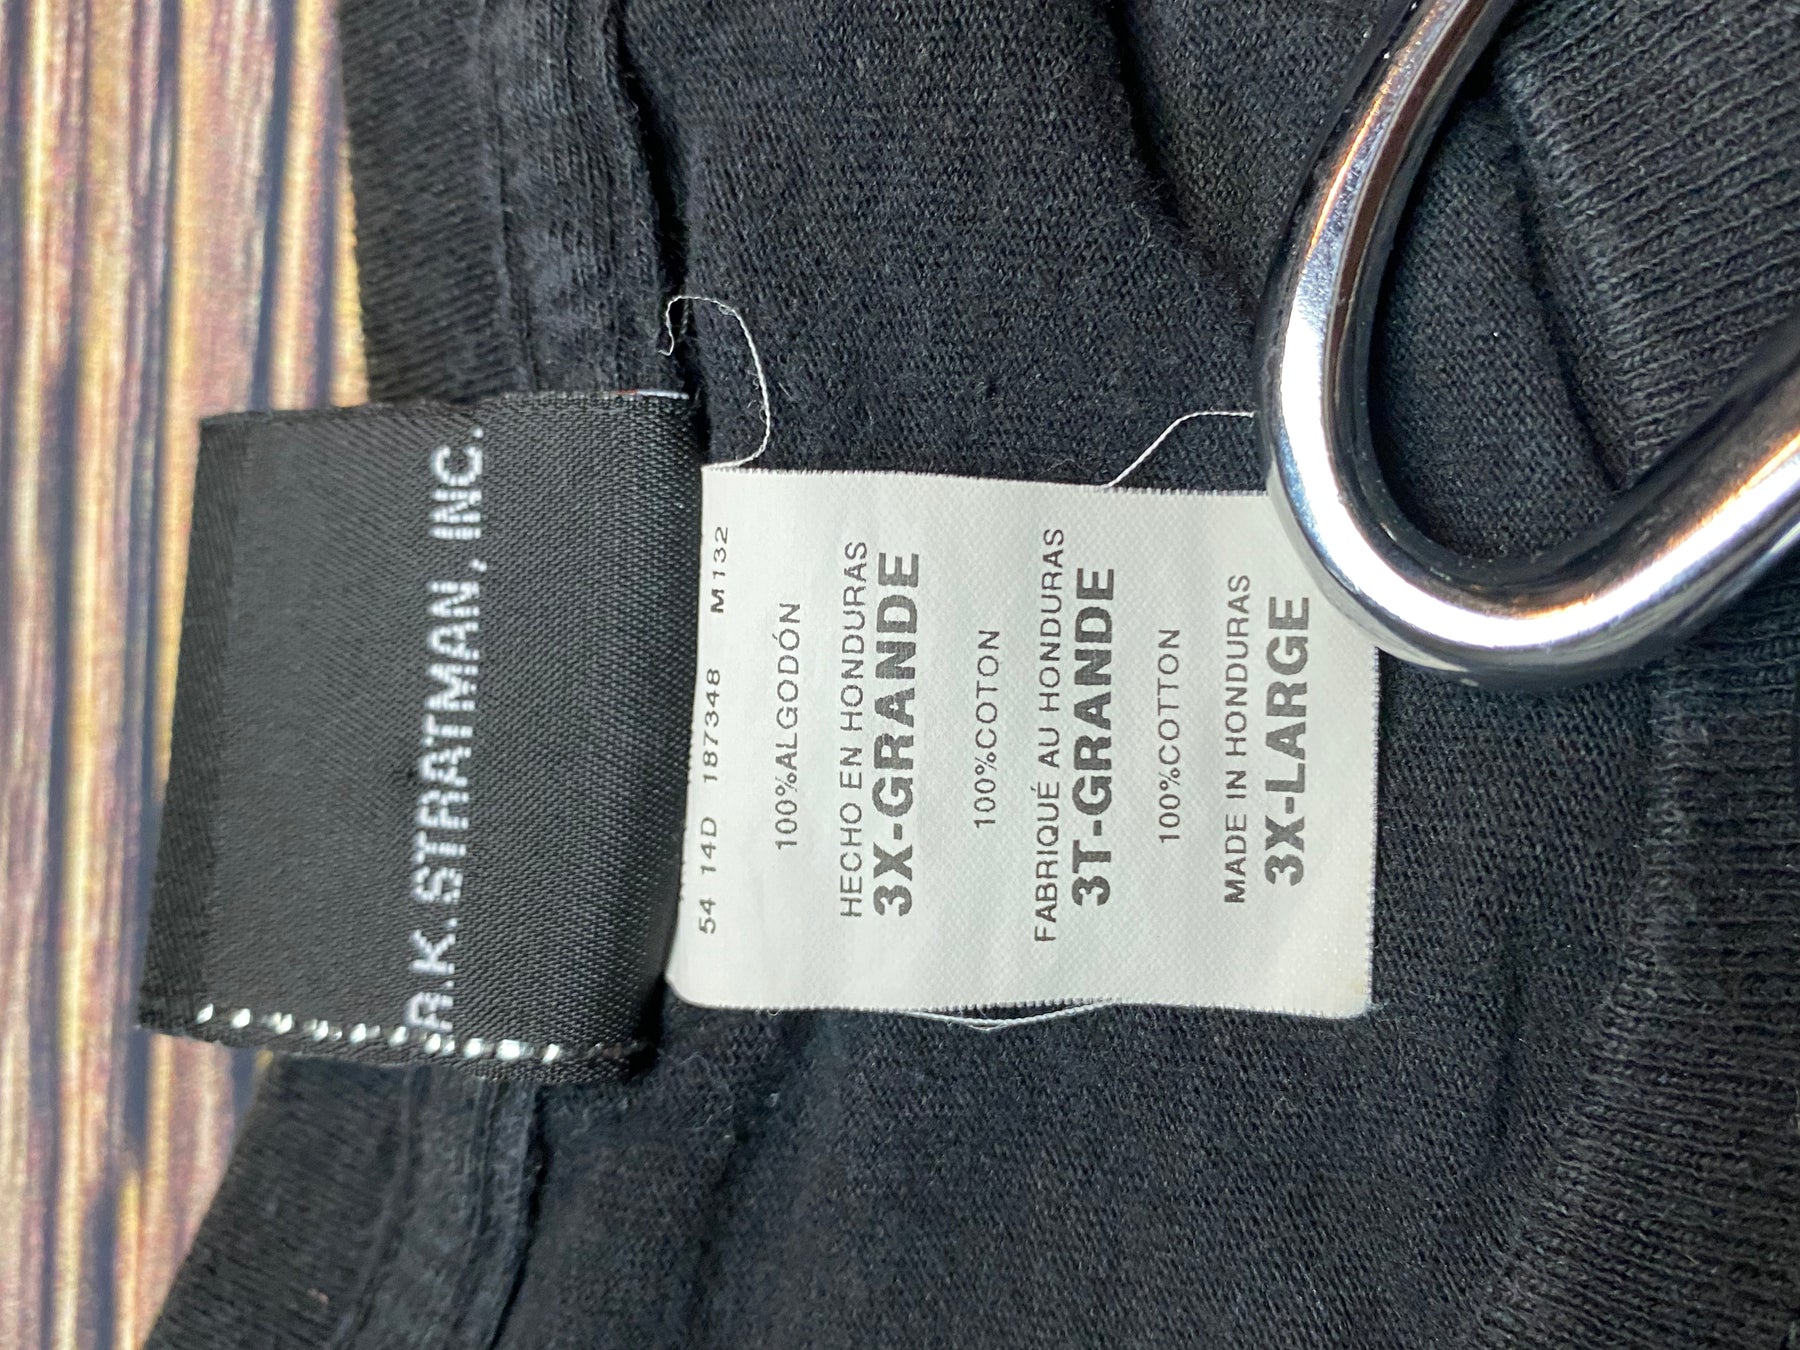 R.K. STRATMAN, INC.
54 14D 187348 M132
100%ALGODÓN
HECHO EN HONDURAS
3X-GRANDE
100%COTON
FABRIQUÉ AU HONDURAS
3T-GRANDE
100%COTTON
MADE IN HONDURAS
3X-LARGE